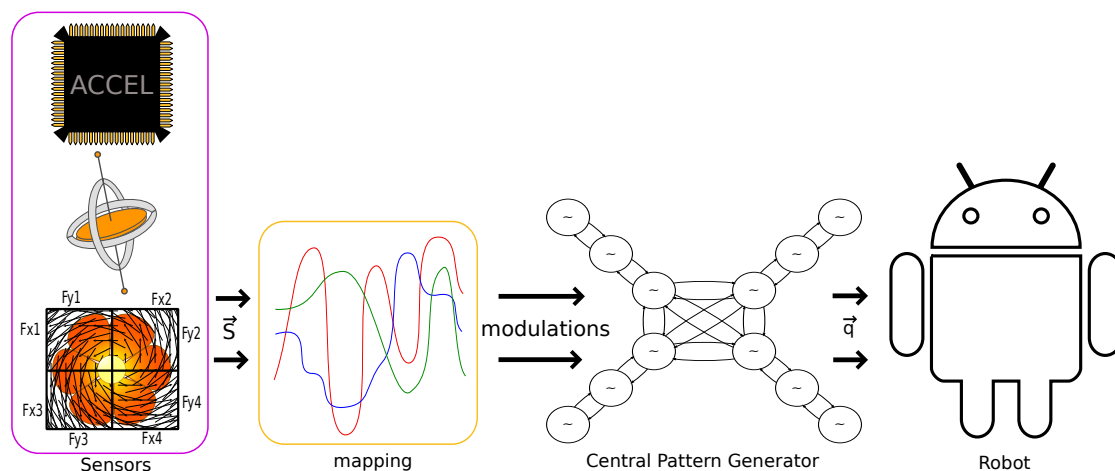 ACCEL
Fy1
Fx2
Fx1
Fy2
Fx3
Fy4
Fy3
Fx4
Sensors
S⃗
mapping
modulations
~
~
~
~
~
~
~
~
~
~
~
~
Central Pattern Generator
q⃗
Robot